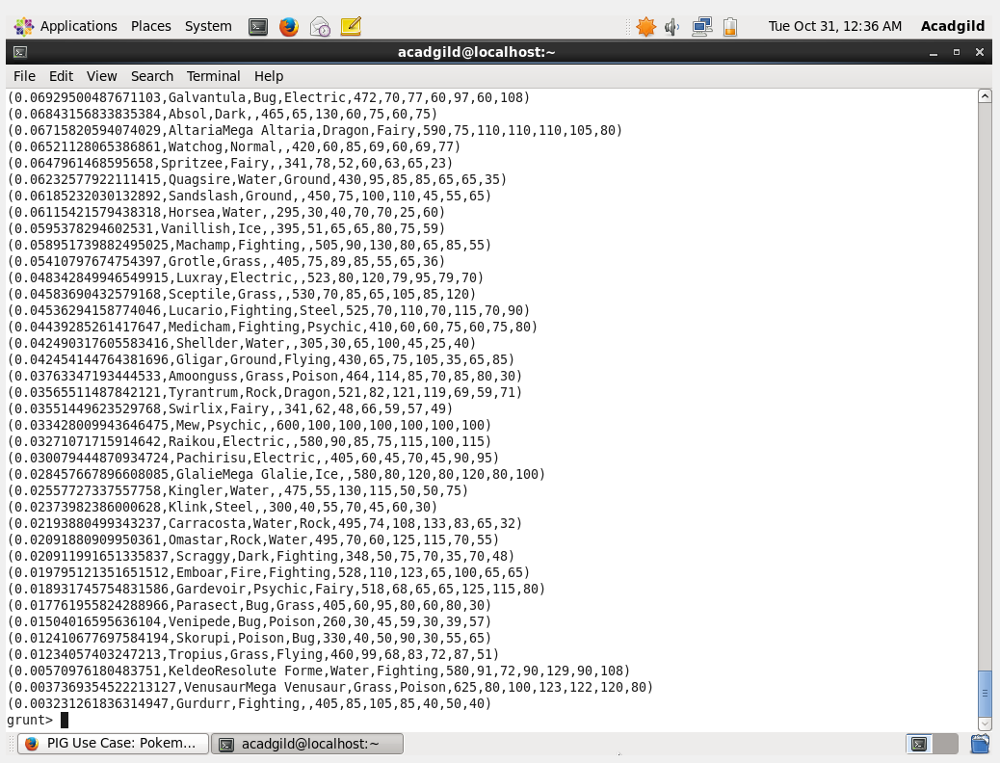 Applications Places System Tue Oct 31, 12:36 AM Acadgild
acadgild@localhost:~
File Edit View Search Terminal Help
(0.06929500487671103,Galvantula,Bug,Electric,472,70,77,60,97,60,108)
(0.06843156833835384,Absol,Dark,,465,65,130,60,75,60,75)
(0.06715820594074029,AltariaMega Altaria,Dragon,Fairy,590,75,110,110,110,105,80)
(0.06521128065386861,Watchog,Normal,,420,60,85,69,60,69,77)
(0.0647961468595658,Spritzee,Fairy,,341,78,52,60,63,65,23)
(0.06232577922111415,Quagsire,Water,Ground,430,95,85,85,65,65,35)
(0.06185232030132892,Sandslash,Ground,,450,75,100,110,45,55,65)
(0.06115421579438318,Horsea,Water,,295,30,40,70,70,25,60)
(0.0595378294602531,Vanillish,Ice,,395,51,65,65,80,75,59)
(0.058951739882495025,Machamp,Fighting,,505,90,130,80,65,85,55)
(0.05410797674754397,Grotle,Grass,,405,75,89,85,55,65,36)
(0.048342849946549915,Luxray,Electric,,523,80,120,79,95,79,70)
(0.04583690432579168,Sceptile,Grass,,530,70,85,65,105,85,120)
(0.04536294158774046,Lucario,Fighting,Steel,525,70,110,70,115,70,90)
(0.04439285261417647,Medicham,Fighting,Psychic,410,60,60,75,60,75,80)
(0.042490317605583416,Shellder,Water,,305,30,65,100,45,25,40)
(0.042454144764381696,Gligar,Ground,Flying,430,65,75,105,35,65,85)
(0.03763347193444533,Amoonguss,Grass,Poison,464,114,85,70,85,80,30)
(0.03565511487842121,Tyrantrum,Rock,Dragon,521,82,121,119,69,59,71)
(0.03551449623529768,Swirlix,Fairy,,341,62,48,66,59,57,49)
(0.033428009943646475,Mew,Psychic,,600,100,100,100,100,100,100)
(0.03271071715914642,Raikou,Electric,,580,90,85,75,115,100,115)
(0.030079444870934724,Pachirisu,Electric,,405,60,45,70,45,90,95)
(0.028457667896608085,GlalieMega Glalie,Ice,,580,80,120,80,120,80,100)
(0.02557727337557758,Kingler,Water,,475,55,130,115,50,50,75)
(0.02373982386000628,Klink,Steel,,300,40,55,70,45,60,30)
(0.02193880499343237,Carracosta,Water,Rock,495,74,108,133,83,65,32)
(0.02091880909950361,Omastar,Rock,Water,495,70,60,125,115,70,55)
(0.020911991651335837,Scraggy,Dark,Fighting,348,50,75,70,35,70,48)
(0.019795121351651512,Emboar,Fire,Fighting,528,110,123,65,100,65,65)
(0.018931745754831586,Gardevoir,Psychic,Fairy,518,68,65,65,125,115,80)
(0.017761955824288966,Parasect,Bug,Grass,405,60,95,80,60,80,30)
(0.01504016595636104,Venipede,Bug,Poison,260,30,45,59,30,39,57)
(0.012410677697584194,Skorupi,Poison,Bug,330,40,50,90,30,55,65)
(0.01234057403247213,Tropius,Grass,Flying,460,99,68,83,72,87,51)
(0.00570976180483751,KeldeoResolute Forme,Water,Fighting,580,91,72,90,129,90,108)
(0.0037369354522213127,VenusaurMega Venusaur,Grass,Poison,625,80,100,123,122,120,80)
(0.003231261836314947,Gurdurr,Fighting,,405,85,105,85,40,50,40)
grunt>
PIG Use Case: Pokem... acadgild@localhost:~